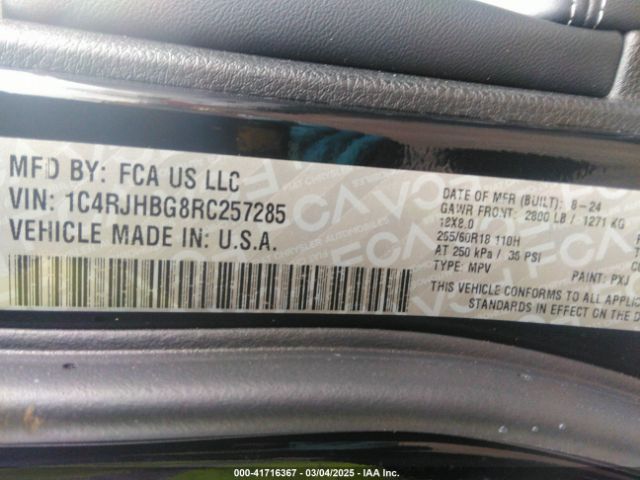 MFD BY: FCA US LLC
VIN: 1C4RJHBG8RC257285
VEHICLE MADE IN: U.S.A.
DATE OF MFR (BUILT): 8-24
GAWR FRONT: 2800 LB / 1271 KG
18X8.0
265/60R18 110H
AT 250 kPa / 36 PSI
TYPE: MPV
PAINT: PXJ
THIS VEHICLE CONFORMS TO ALL APPLI
STANDARDS IN EFFECT ON THE D
000-41716367 - 03/04/2025 - IAA Inc.